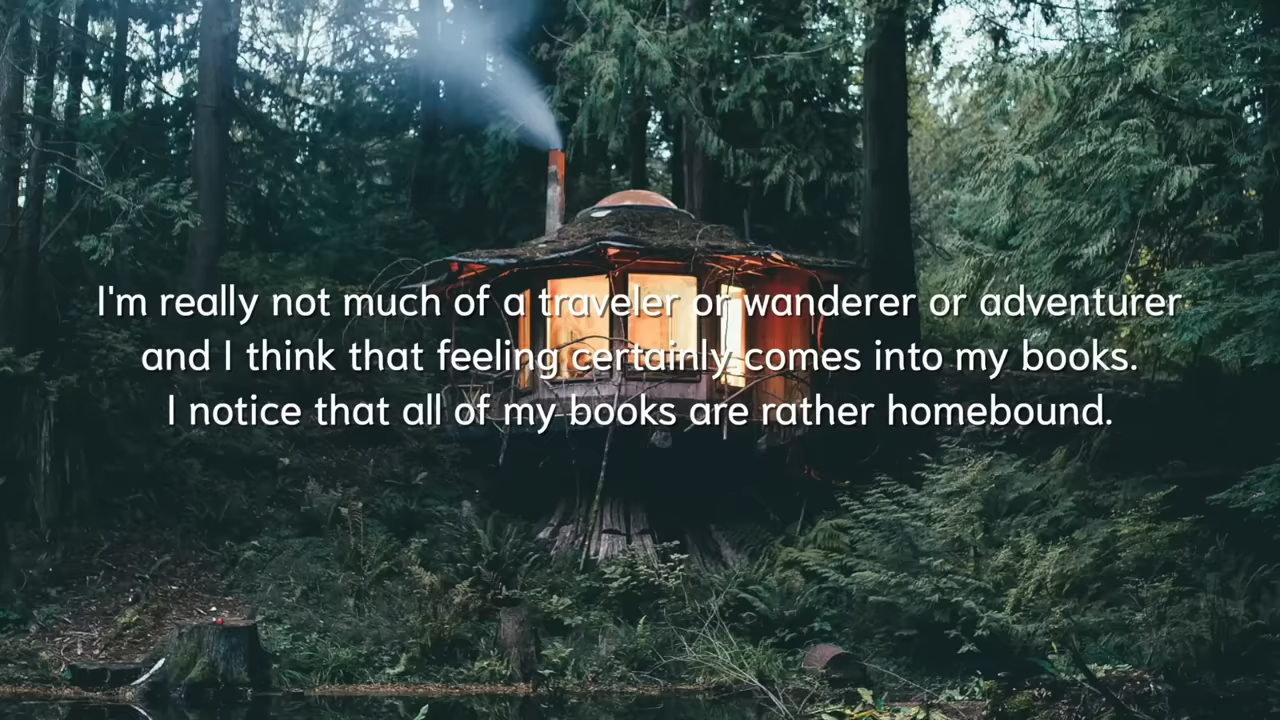 I'm really not much of a traveler or wanderer or adventurer
and I think that feeling certainly comes into my books.
I notice that all of my books are rather homebound.